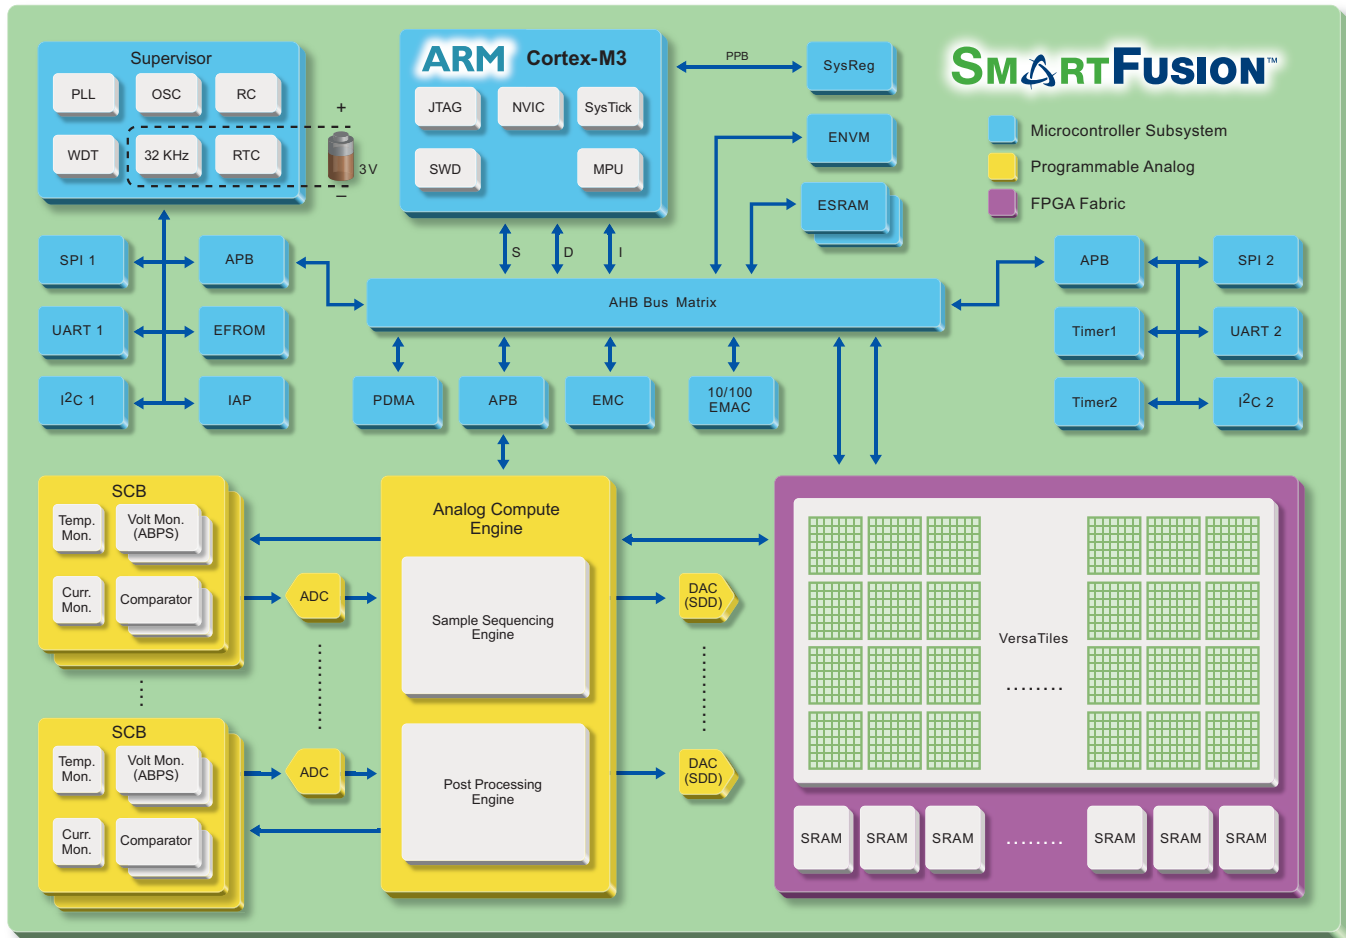 Supervisor
PLL
OSC
RC
WDT
32 KHz
RTC
+
3 V
–
ARM Cortex-M3
JTAG
NVIC
SysTick
SWD
MPU
PPB
SysReg
ENVM
ESRAM
SMARTFUSION™
Microcontroller Subsystem
Programmable Analog
FPGA Fabric
S
D
I
SPI 1
APB
UART 1
EFROM
I²C 1
IAP
AHB Bus Matrix
PDMA
APB
EMC
10/100
EMAC
APB
SPI 2
Timer1
UART 2
Timer2
I²C 2
SCB
Temp.
Mon.
Volt Mon.
(ABPS)
Curr.
Mon.
Comparator
ADC
SCB
Temp.
Mon.
Volt Mon.
(ABPS)
Curr.
Mon.
Comparator
ADC
Analog Compute
Engine
Sample Sequencing
Engine
Post Processing
Engine
DAC
(SDD)
DAC
(SDD)
VersaTiles
........
SRAM
SRAM
SRAM
........
SRAM
SRAM
SRAM